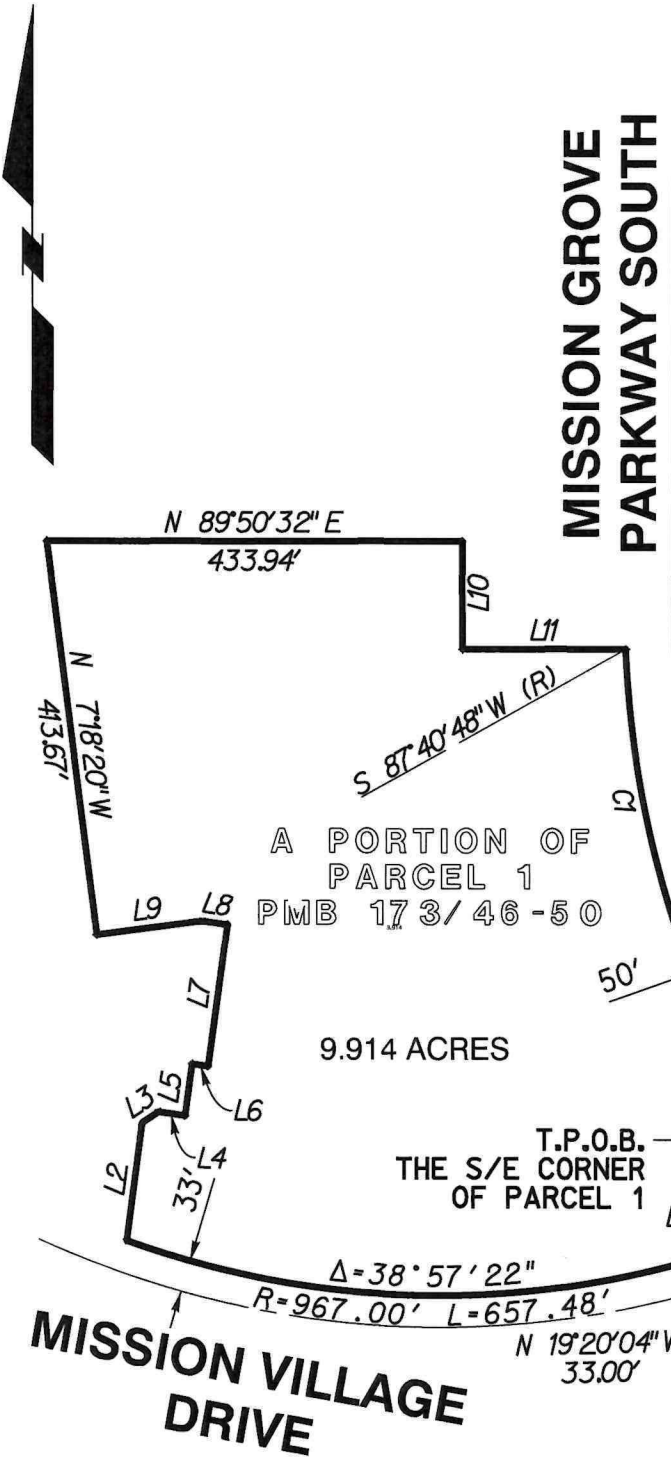 MISSION GROVE
PARKWAY SOUTH
N 89°50'32" E
433.94'
L10
L11
S 87°40'48" W (R)
N 7°18'20" W
413.67'
C1
A PORTION OF
PARCEL 1
PMB 173/46-50
L9
L8
50'
L7
9.914 ACRES
L3
L5
L6
L4
T.P.O.B.
THE S/E CORNER
OF PARCEL 1
L2
33'
Δ=38°57'22"
R=967.00' L=657.48'
N 19°20'04" W
33.00'
MISSION VILLAGE
DRIVE